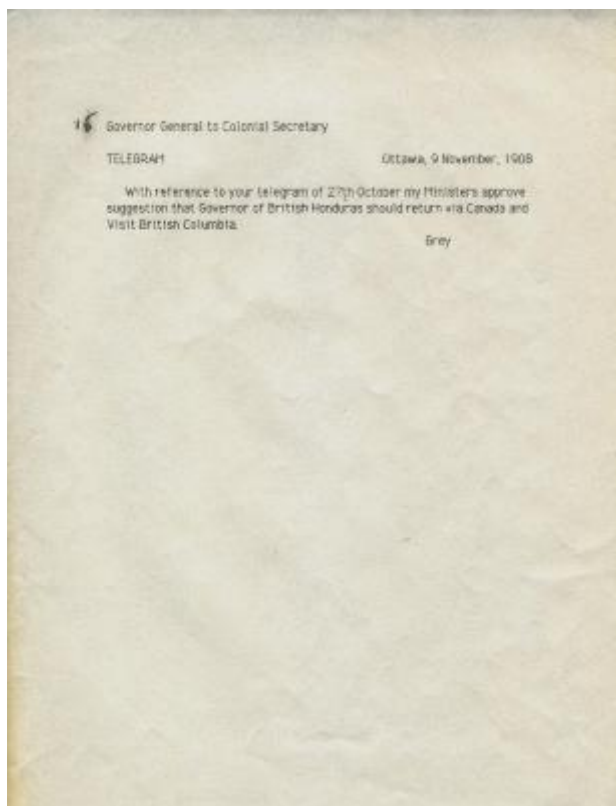 16 Governor General to Colonial Secretary
TELEGRAM Ottawa, 9 November, 1908
With reference to your telegram of 27th October my Ministers approve
suggestion that Governor of British Honduras should return via Canada and
Visit British Columbia.
Grey